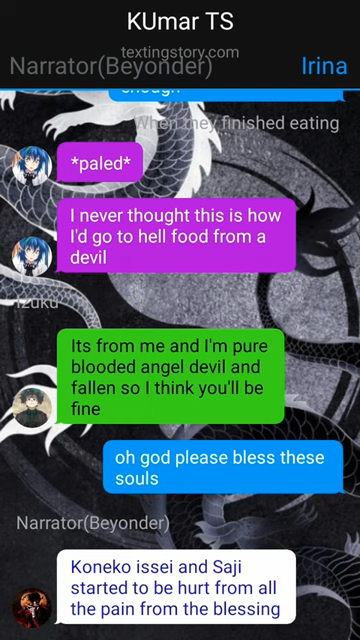 KUmar TS
textingstory.com
Narrator(Beyonder)
Irina
enough
When they finished eating
*paled*
I never thought this is how
I'd go to hell food from a
devil
Izuku
Its from me and I'm pure
blooded angel devil and
fallen so I think you'll be
fine
oh god please bless these
souls
Narrator(Beyonder)
Koneko issei and Saji
started to be hurt from all
the pain from the blessing